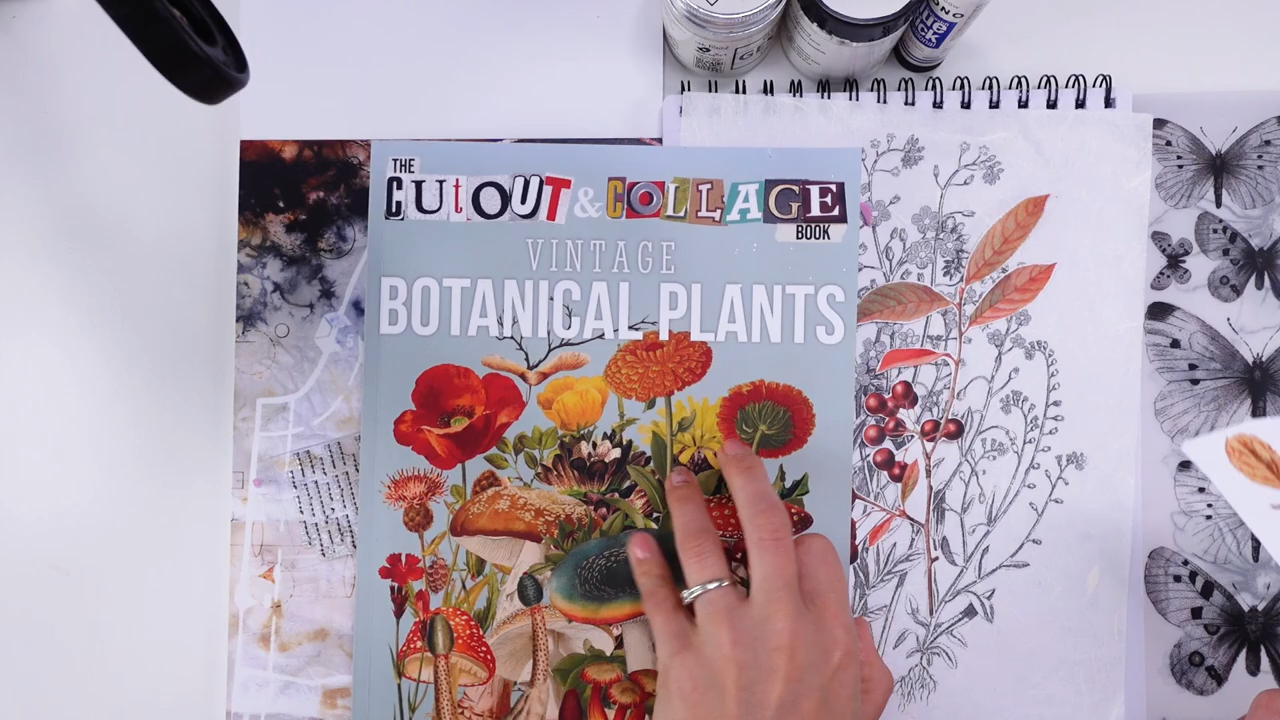 THE
CUtOUT & COLLAGE
BOOK
VINTAGE
BOTANICAL PLANTS